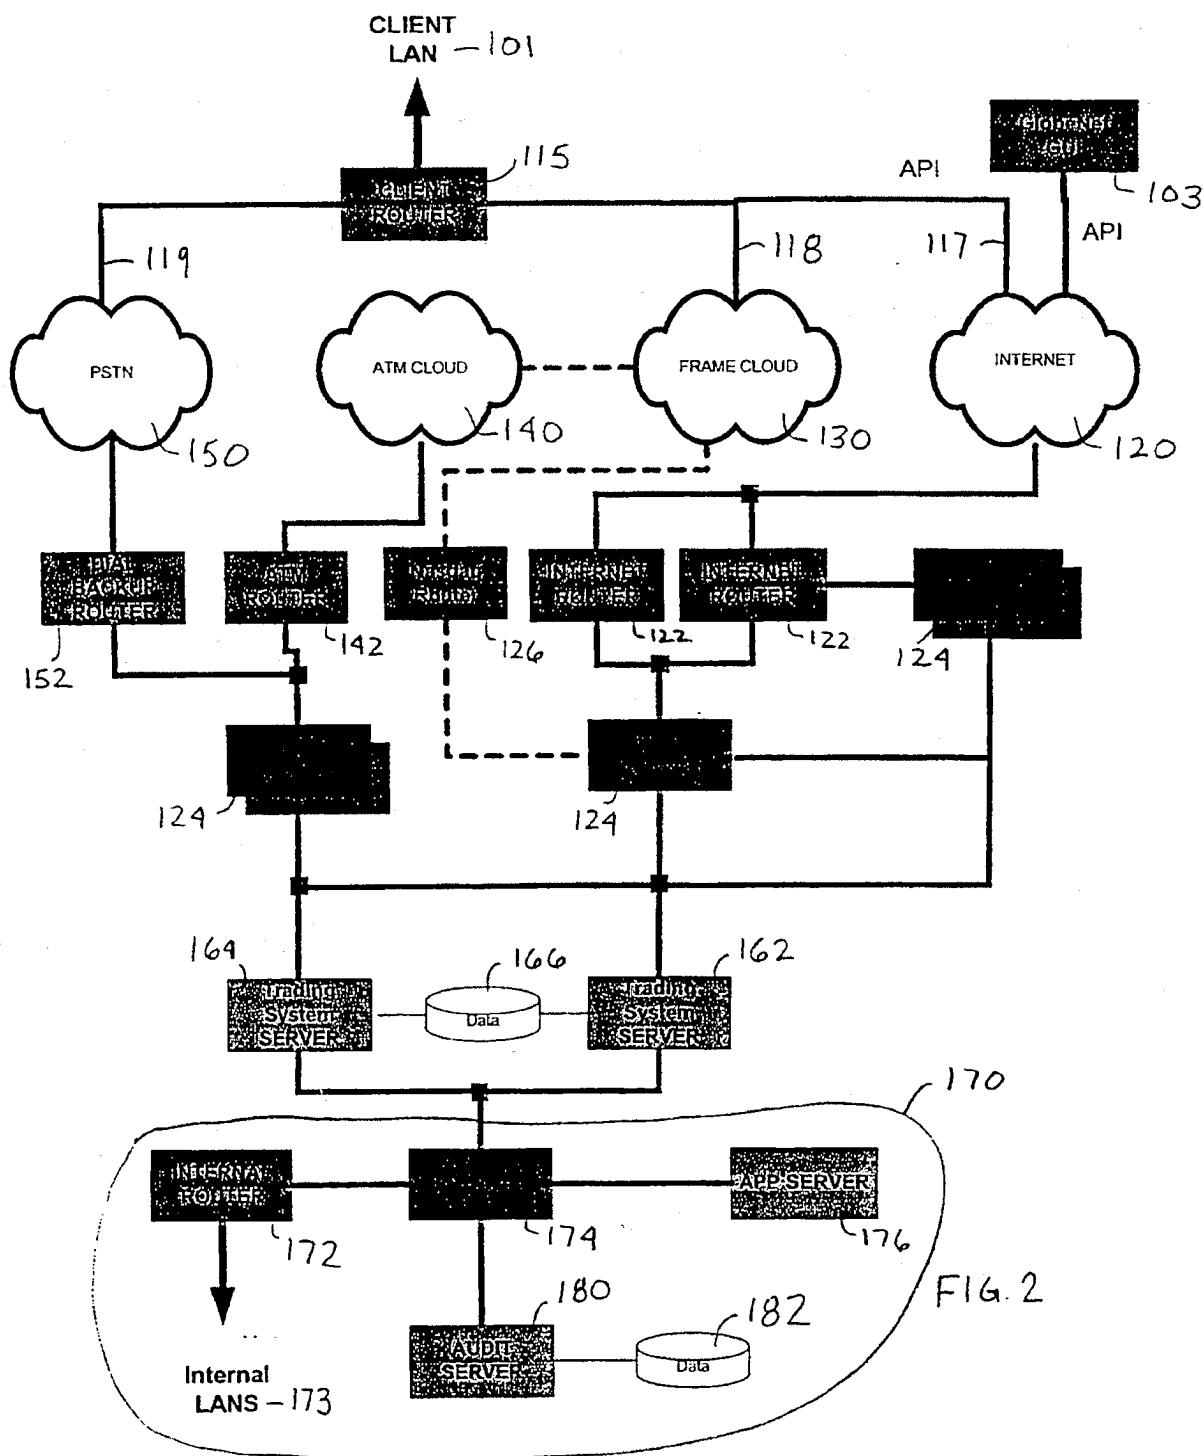 CLIENT
LAN - 101
GlobeNet
GUI
103
115
CLIENT
ROUTER
API
API
119
118
117
PSTN
ATM CLOUD
FRAME CLOUD
INTERNET
150
140
130
120
DIAL
BACKUP
ROUTER
ATM
ROUTER
Router
INTERNET
ROUTER
INTERNET
ROUTER
152
142
126
122
122
124
124
124
164
166
162
Trading
System
SERVER
Data
Trading
System
SERVER
170
INTERNAL
ROUTER
APP SERVER
172
174
176
180
182
FIG. 2
AUDIT
SERVER
Data
Internal
LANS - 173